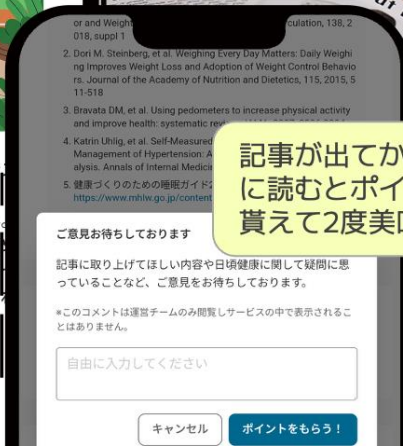 or and Weight culation, 138, 2
018, suppl 1
2. Dori M. Steinberg, et al. Weighing Every Day Matters: Daily Weighi
ng Improves Weight Loss and Adoption of Weight Control Behavio
rs. Journal of the Academy of Nutrition and Dietetics, 115, 2015, 5
11-518
3. Bravata DM, et al. Using pedometers to increase physical activity
and improve health: systematic
4. Katrin Uhlig, et al. Self-Measured
Management of Hypertension: A
alysis. Annals of Internal Medicin
5. 健康づくりのための睡眠ガイド2
https://www.mhlw.go.jp/content
記事が出てか
に読むとポイ
貰えて2度美
ご意見お待ちしております
記事に取り上げてほしい内容や日頃健康に関して疑問に思
っていることなど、ご意見をお待ちしております。
*このコメントは運営チームのみ閲覧しサービスの中で表示されるこ
とはありません。
自由に入力してください
キャンセル
ポイントをもらう!